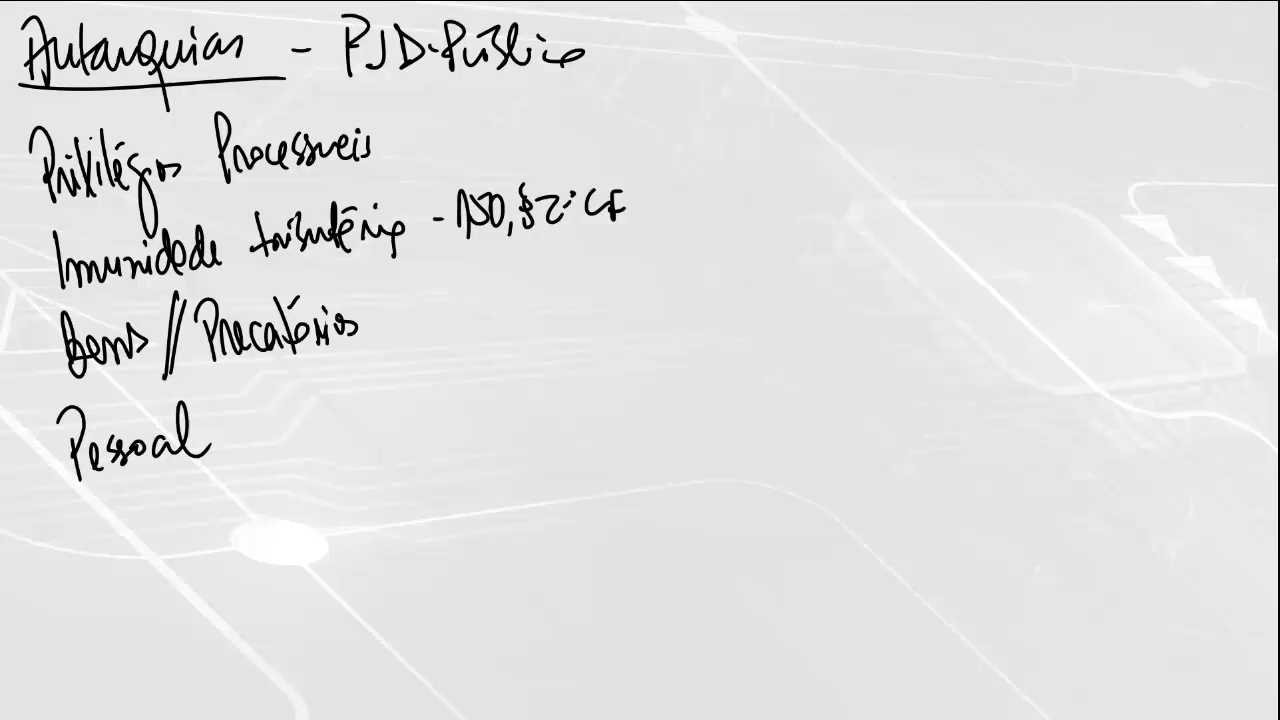 Autarquias - PJD.Público
Privilégios Processuais
Imunidade tributária - 150, §2º CF
Bens // Precatórios
Pessoal